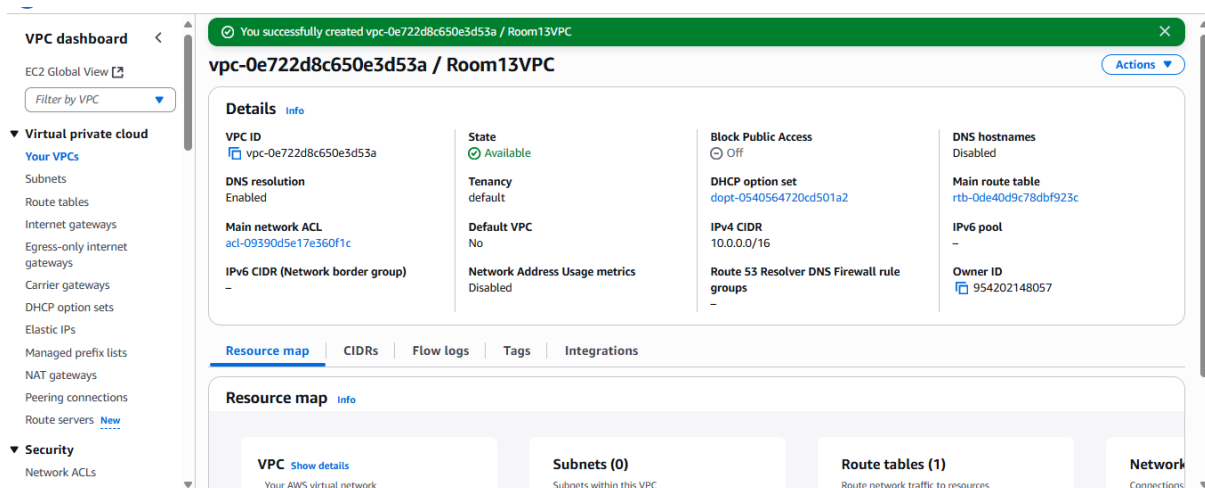 You successfully created vpc-0e722d8c650e3d53a / Room13VPC
VPC dashboard
EC2 Global View
Filter by VPC
Virtual private cloud
Your VPCs
Subnets
Route tables
Internet gateways
Egress-only internet
gateways
Carrier gateways
DHCP option sets
Elastic IPs
Managed prefix lists
NAT gateways
Peering connections
Route servers New
Security
Network ACLs
vpc-0e722d8c650e3d53a / Room13VPC
Actions
Details Info
VPC ID
vpc-0e722d8c650e3d53a
State
Available
Block Public Access
Off
DNS hostnames
Disabled
DNS resolution
Enabled
Tenancy
default
DHCP option set
dopt-0540564720cd501a2
Main route table
rtb-0de40d9c78dbf923c
Main network ACL
acl-09390d5e17e360f1c
Default VPC
No
IPv4 CIDR
10.0.0.0/16
IPv6 pool
–
IPv6 CIDR (Network border group)
–
Network Address Usage metrics
Disabled
Route 53 Resolver DNS Firewall rule
groups
–
Owner ID
954202148057
Resource map
CIDRs
Flow logs
Tags
Integrations
Resource map Info
VPC Show details
Your AWS virtual network
Subnets (0)
Subnets within this VPC
Route tables (1)
Route network traffic to resources
Network
Connections